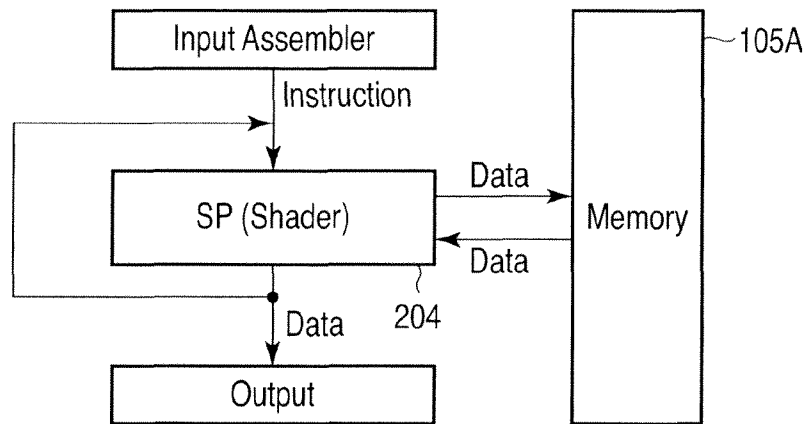 Input Assembler
105A
Instruction
Data
SP (Shader)
Memory
Data
204
Data
Output